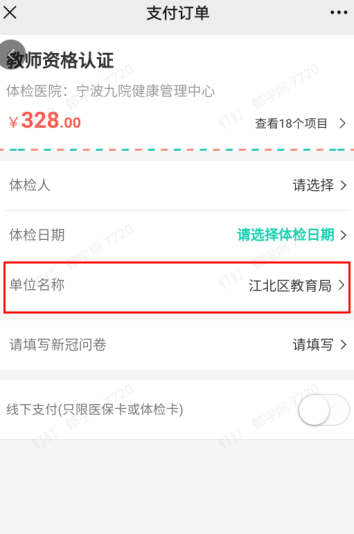 支付订单
教师资格认证
体检医院：宁波九院健康管理中心
￥328.00
查看18个项目
体检人
请选择
体检日期
请选择体检日期
单位名称
江北区教育局
请填写新冠问卷
请填写
线下支付(只限医保卡或体检卡)